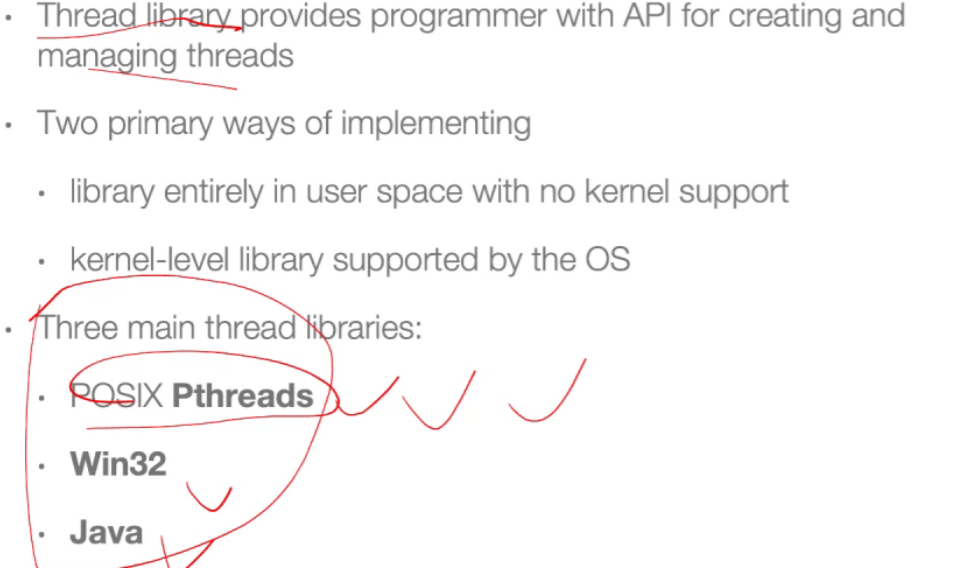 • Thread library provides programmer with API for creating and
managing threads
• Two primary ways of implementing
• library entirely in user space with no kernel support
• kernel-level library supported by the OS
• Three main thread libraries:
• POSIX Pthreads
• Win32
• Java